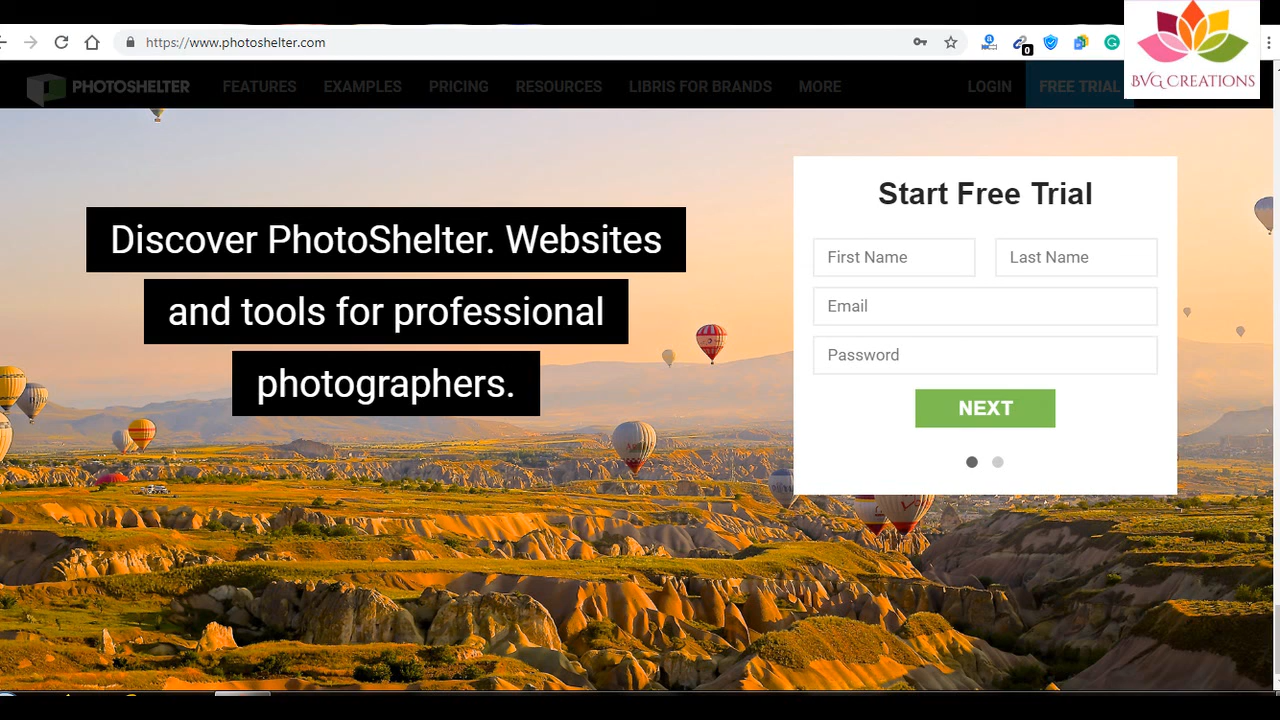 https://www.photoshelter.com
0
BVG CREATIONS
PHOTOSHELTER FEATURES EXAMPLES PRICING RESOURCES LIBRIS FOR BRANDS MORE LOGIN FREE TRIAL
Discover PhotoShelter. Websites
and tools for professional
photographers.
Start Free Trial
First Name Last Name
Email
Password
NEXT